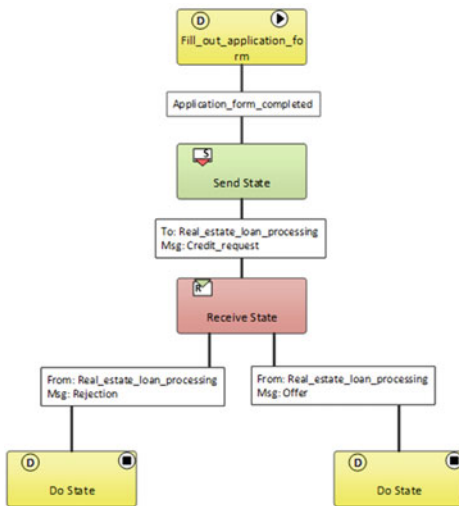 D
Fill_out_application_fo
rm
Application_form_completed
S
Send State
To: Real_estate_loan_processing
Msg: Credit_request
R
Receive State
From: Real_estate_loan_processing
Msg: Rejection
From: Real_estate_loan_processing
Msg: Offer
D
Do State
D
Do State